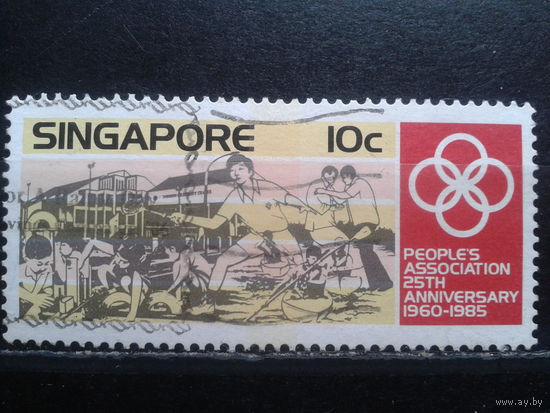 SINGAPORE 10c
PEOPLE'S
ASSOCIATION
25TH
ANNIVERSARY
1960-1985
© www.ay.by